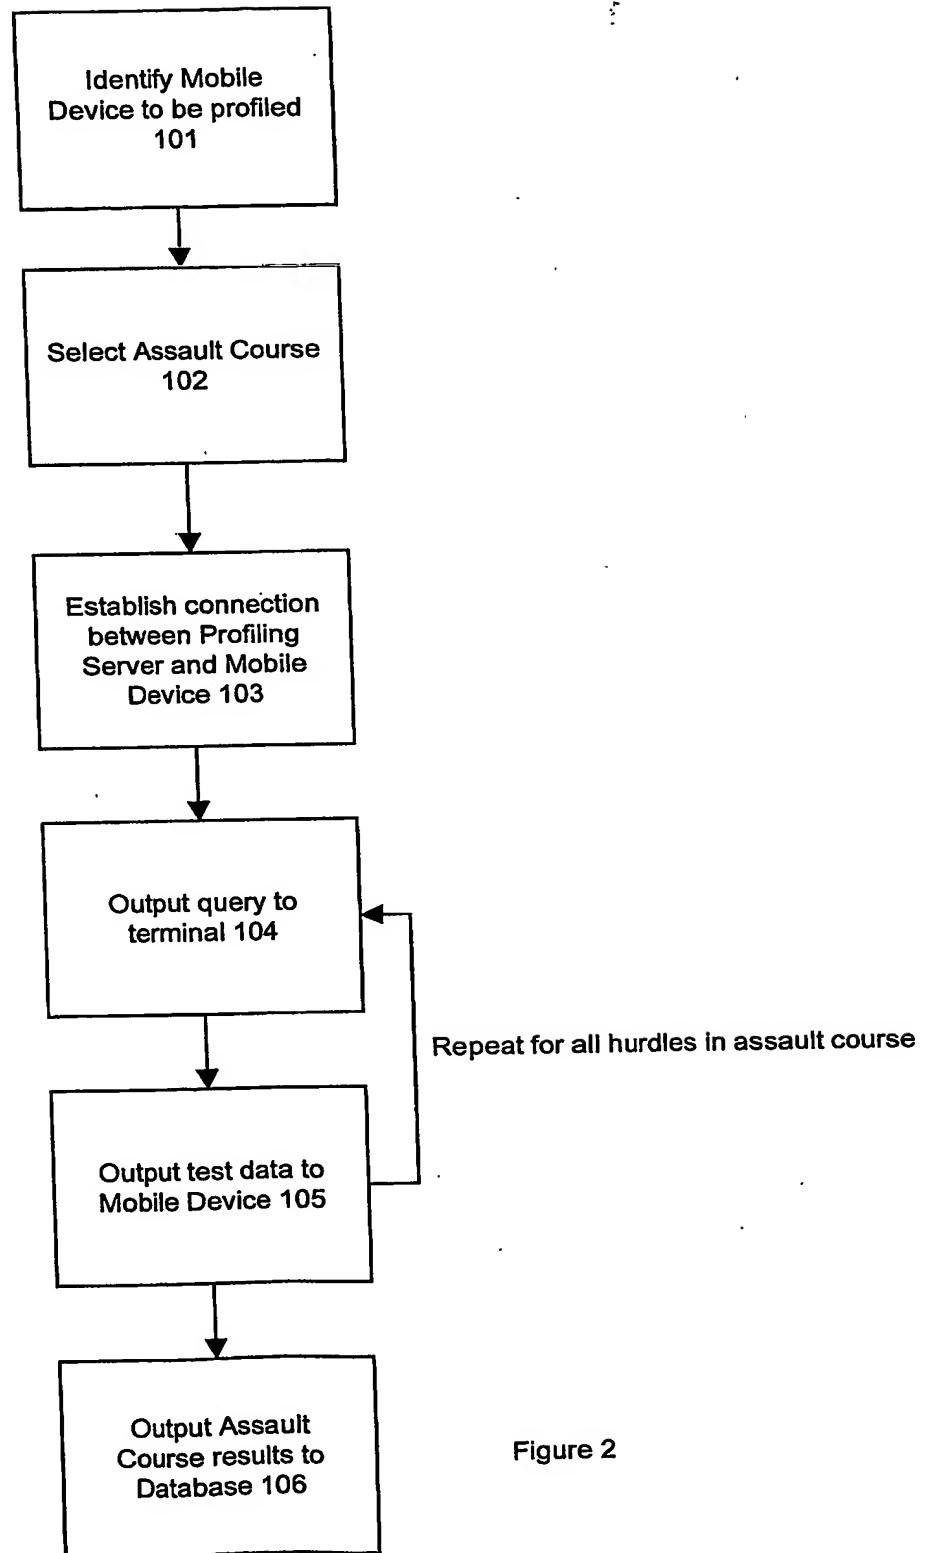 Identify Mobile
Device to be profiled
101
Select Assault Course
102
Establish connection
between Profiling
Server and Mobile
Device 103
Output query to
terminal 104
Repeat for all hurdles in assault course
Output test data to
Mobile Device 105
Output Assault
Course results to
Database 106
Figure 2